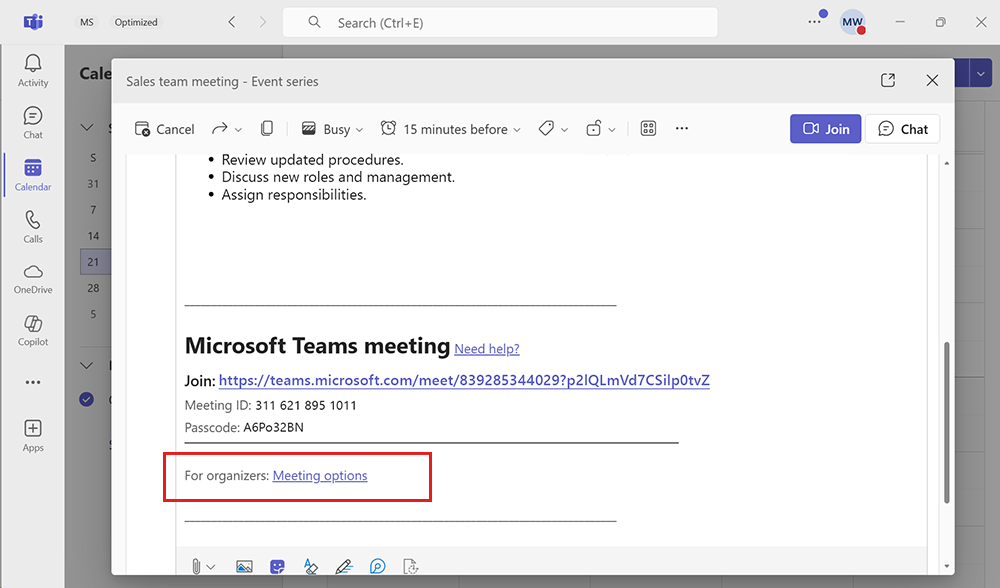 MS Optimized Search (Ctrl+E) MW
Activity
Chat
Calendar
Calls
OneDrive
Copilot
Apps
Cale
S
31
7
14
21
28
5
Sales team meeting - Event series
Cancel Busy 15 minutes before Join Chat
• Review updated procedures.
• Discuss new roles and management.
• Assign responsibilities.
Microsoft Teams meeting Need help?
Join: https://teams.microsoft.com/meet/839285344029?p2lQLmVd7CSilp0tvZ
Meeting ID: 311 621 895 1011
Passcode: A6Po32BN
For organizers: Meeting options